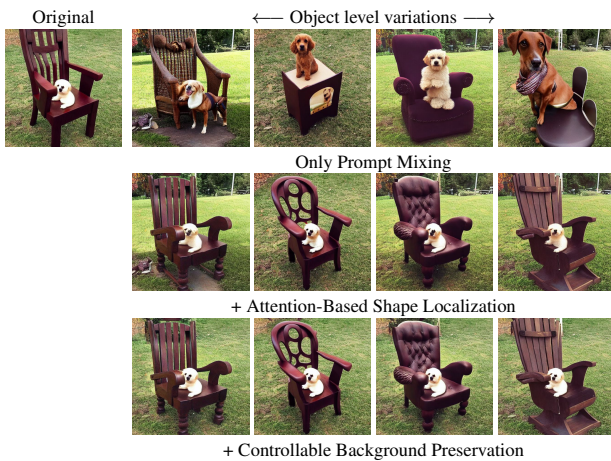 Original
←— Object level variations —→
Only Prompt Mixing
+ Attention-Based Shape Localization
+ Controllable Background Preservation